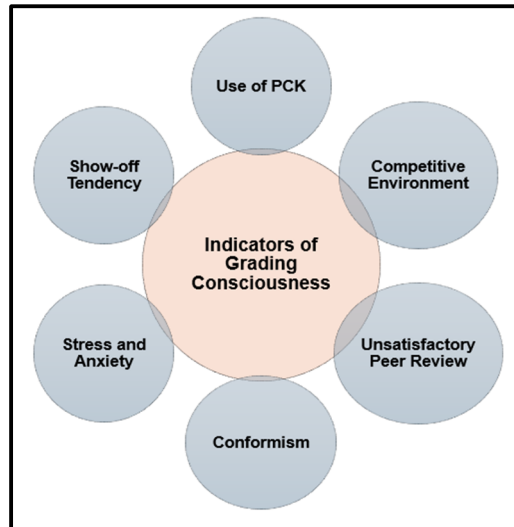 Use of PCK
Show-off
Tendency
Competitive
Environment
Indicators of
Grading
Consciousness
Stress and
Anxiety
Unsatisfactory
Peer Review
Conformism